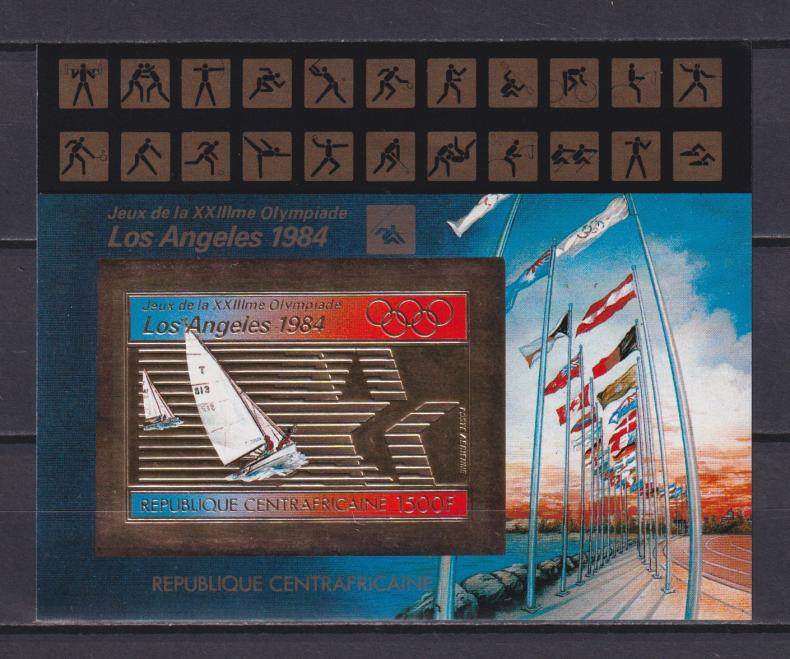 Jeux de la XXIIIme Olympiade
Los Angeles 1984
Jeux de la XXIIIme Olympiade
Los Angeles 1984
T
513
POSTE AERIENNE
REPUBLIQUE CENTRAFRICAINE 1500F
REPUBLIQUE CENTRAFRICAINE